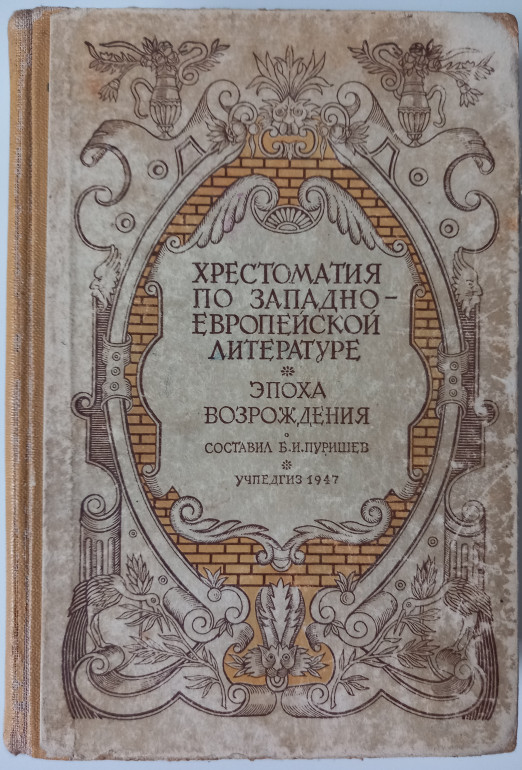 ХРЕСТОМАТИЯ
ПО ЗАПАДНО-
ЕВРОПЕЙСКОЙ
ЛИТЕРАТУРЕ
ЭПОХА
ВОЗРОЖДЕНИЯ
СОСТАВИЛ Б.И.ПУРИШЕВ
УЧПЕДГИЗ 1947